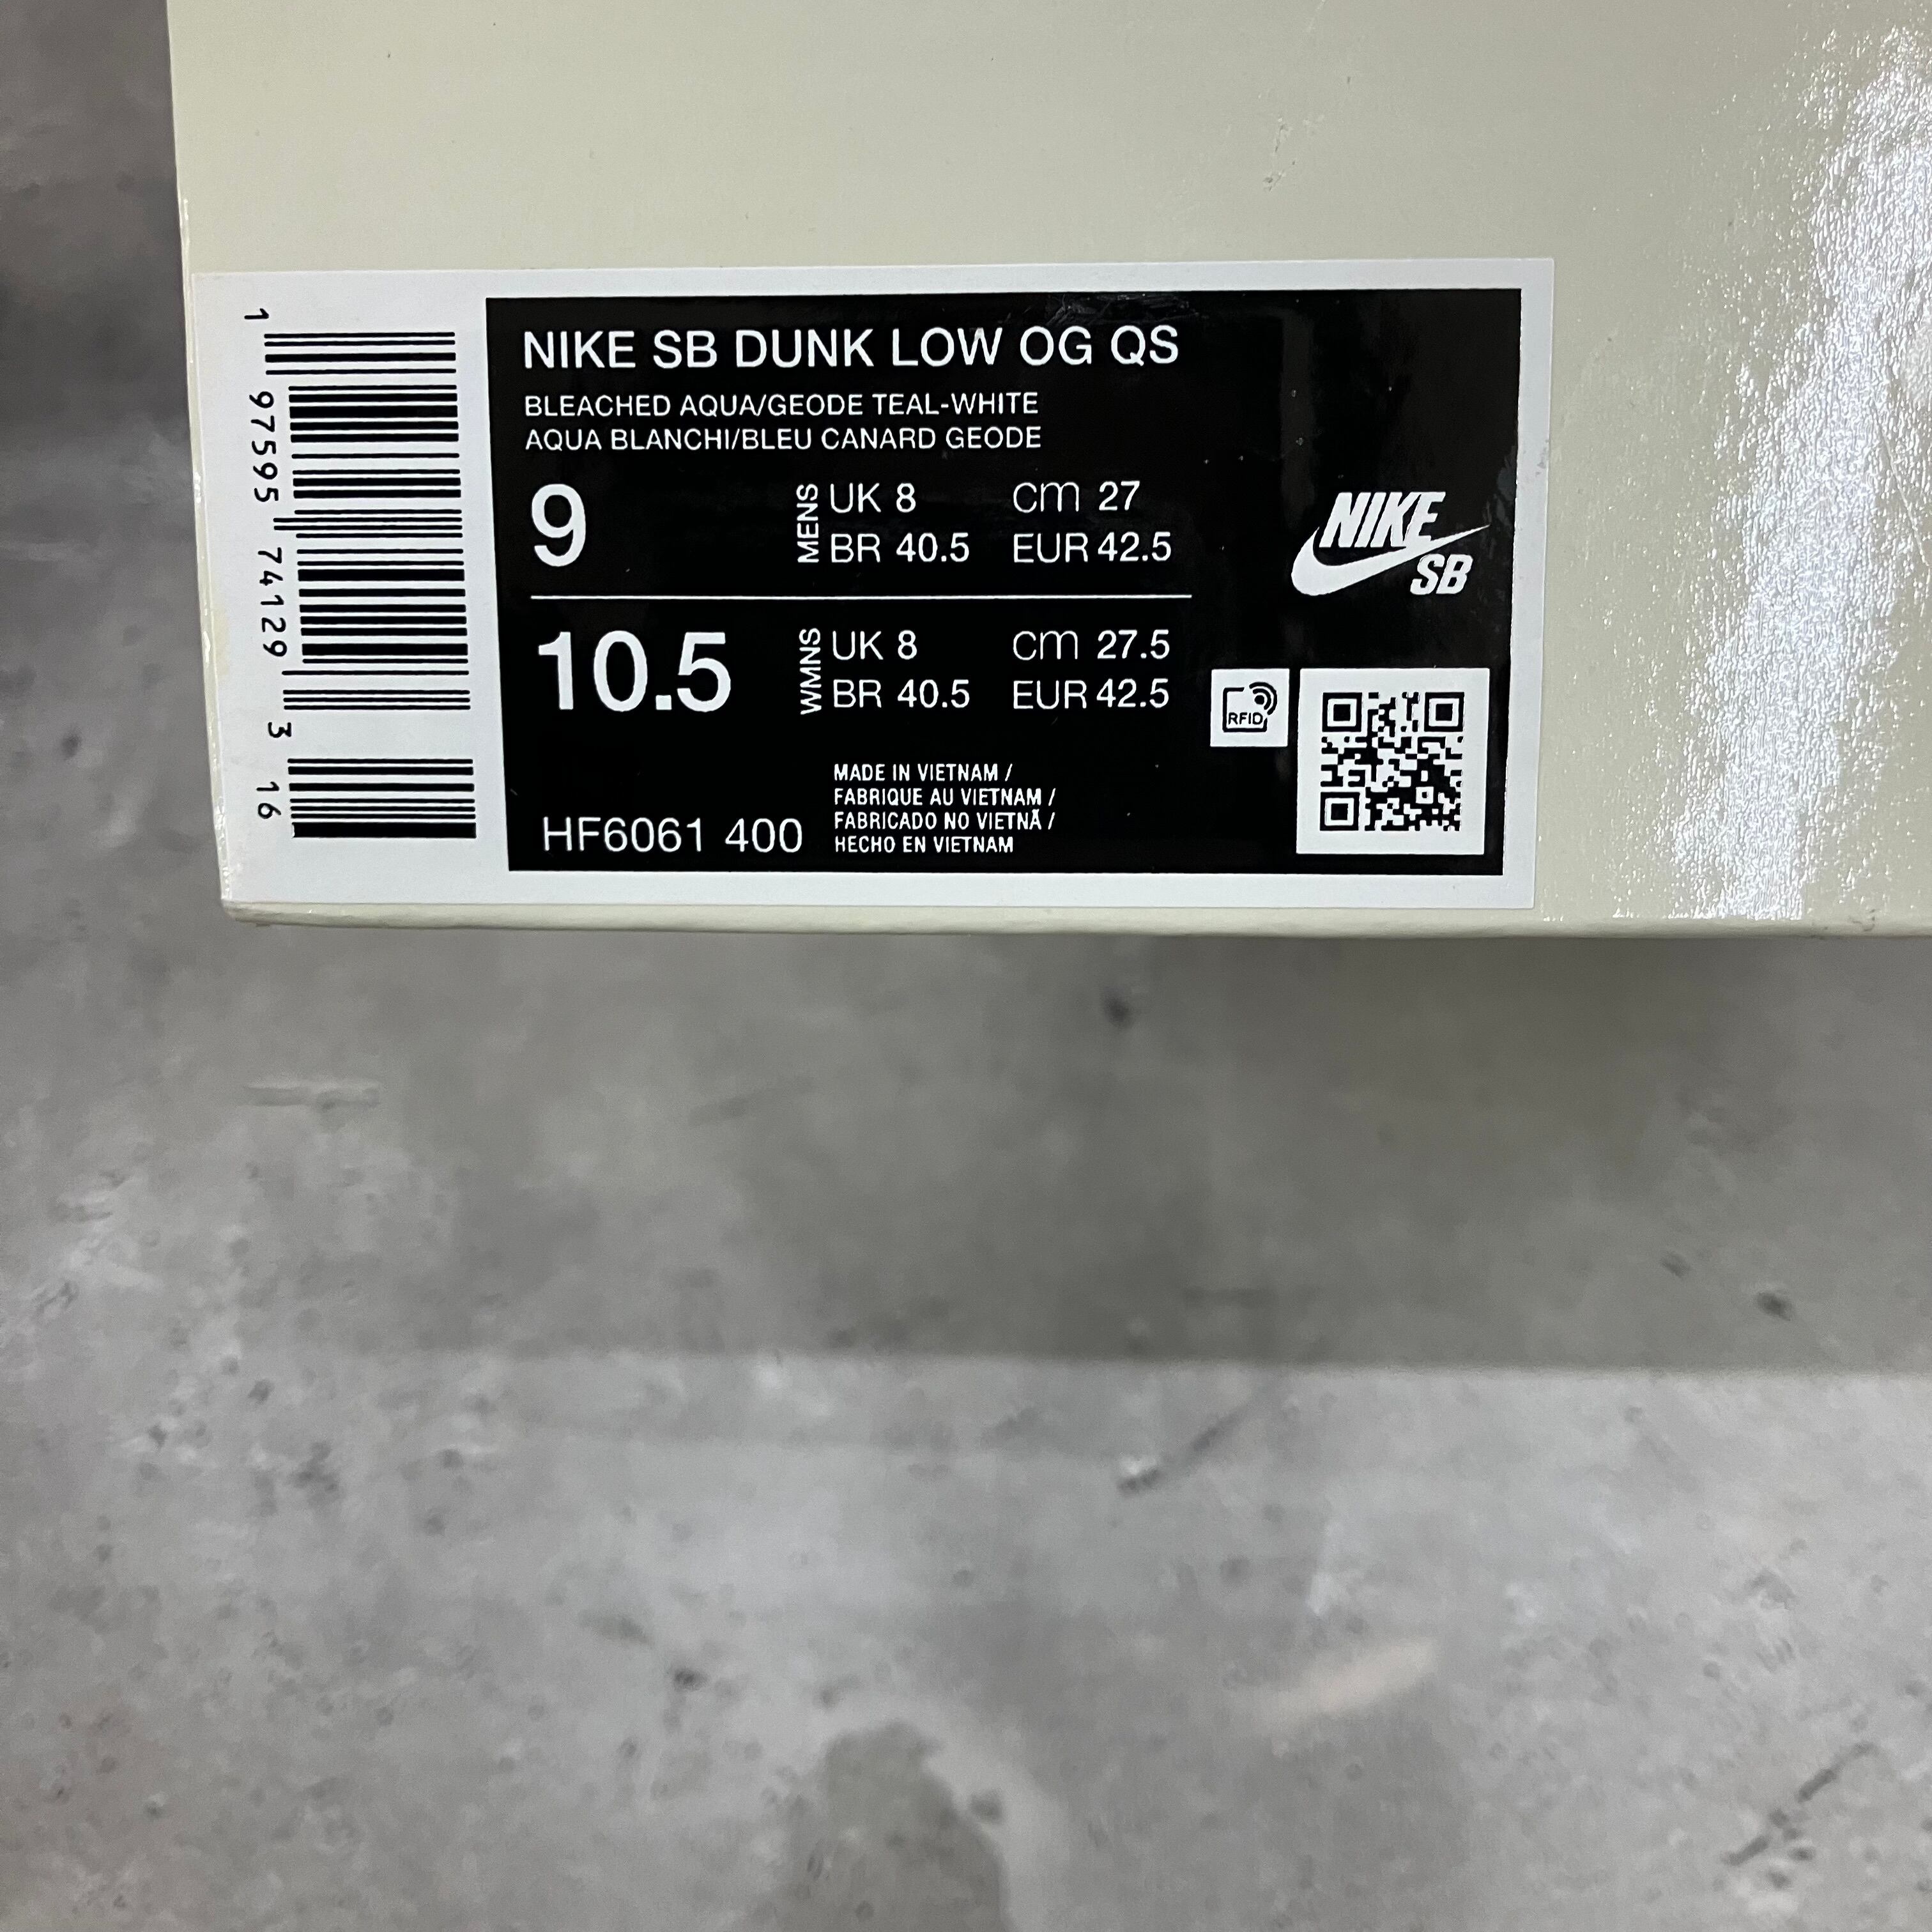 1 97595 74129 3 16
NIKE SB DUNK LOW OG QS
BLEACHED AQUA/GEODE TEAL-WHITE
AQUA BLANCHI/BLEU CANARD GEODE
9 MENS UK 8 cm 27
BR 40.5 EUR 42.5
10.5 WMNS UK 8 cm 27.5
BR 40.5 EUR 42.5
NIKE
SB
RFID
HF6061 400
MADE IN VIETNAM /
FABRIQUE AU VIETNAM /
FABRICADO NO VIETNÃ /
HECHO EN VIETNAM